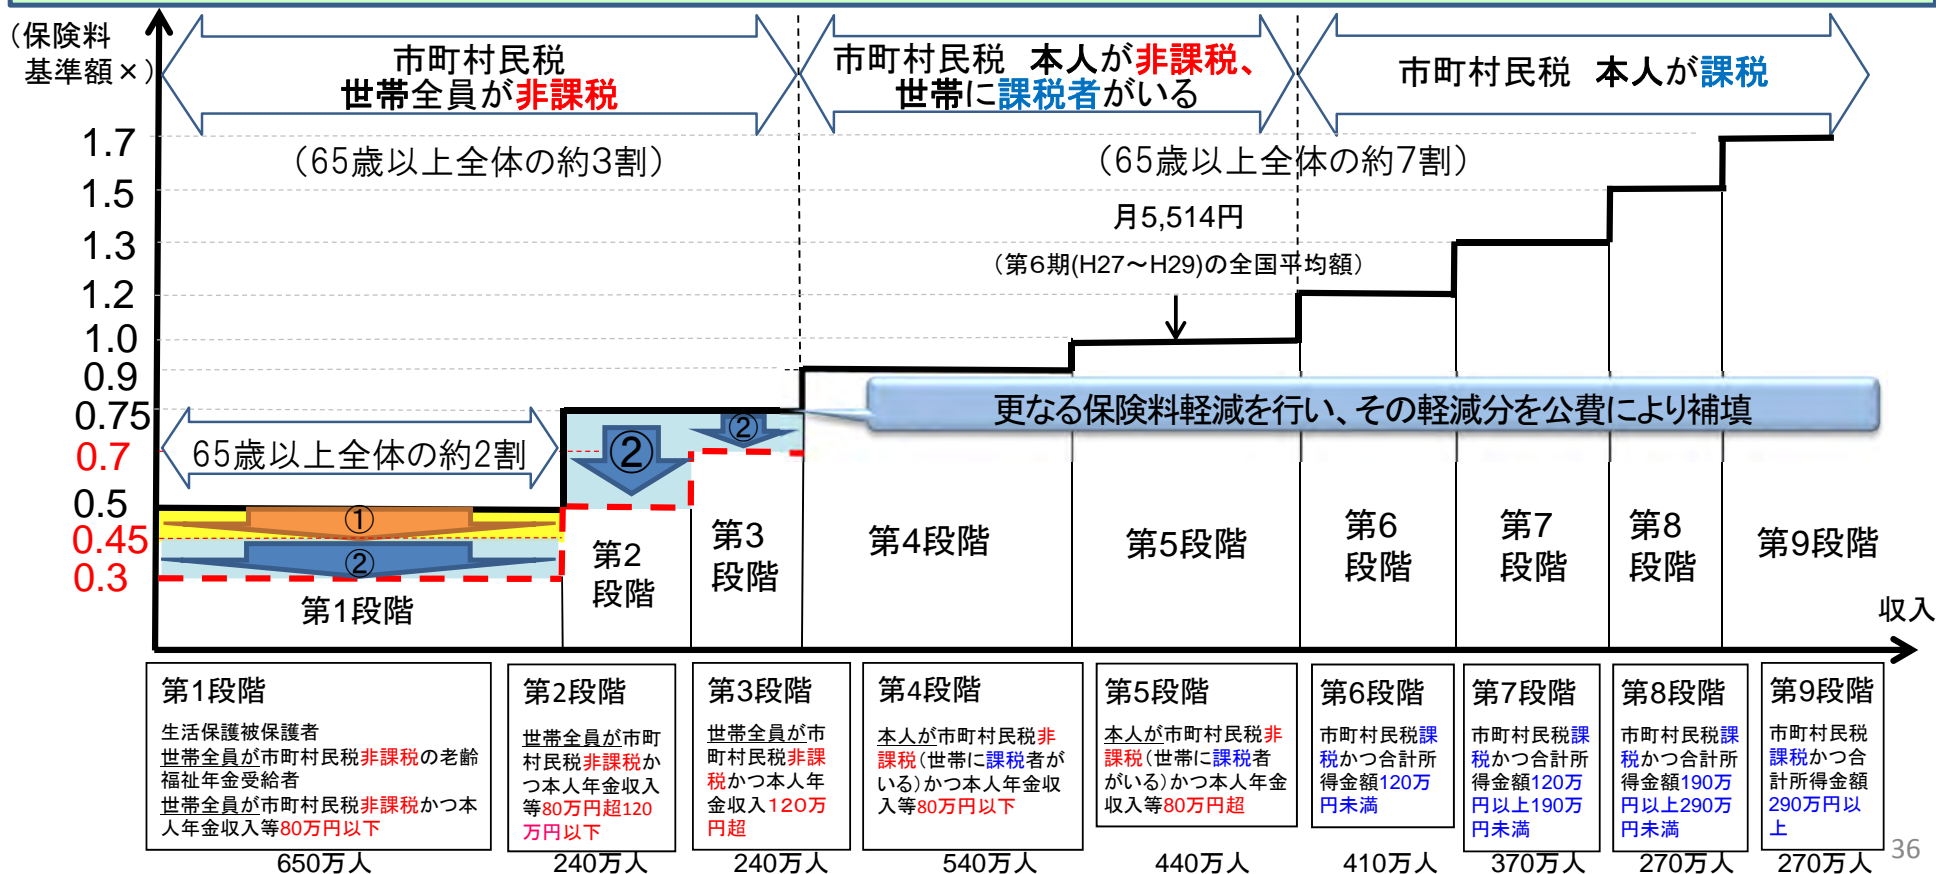 （保険料
基準額×）
市町村民税
世帯全員が非課税
市町村民税　本人が非課税、
世帯に課税者がいる
市町村民税　本人が課税
（65歳以上全体の約3割）
（65歳以上全体の約7割）
1.7
1.5
1.3
1.2
1.0
0.9
0.75
0.7
0.5
0.45
0.3
月5,514円
（第6期(H27～H29)の全国平均額）
更なる保険料軽減を行い、その軽減分を公費により補填
65歳以上全体の約2割
①
②
②
②
第1段階
第2
段階
第3
段階
第4段階
第5段階
第6
段階
第7
段階
第8
段階
第9段階
収入
第1段階
生活保護被保護者
世帯全員が市町村民税非課税の老齢
福祉年金受給者
世帯全員が市町村民税非課税かつ本
人年金収入等80万円以下
650万人
第2段階
世帯全員が市町
村民税非課税か
つ本人年金収入
等80万円超120
万円以下
240万人
第3段階
世帯全員が市
町村民税非課
税かつ本人年
金収入120万
円超
240万人
第4段階
本人が市町村民税非
課税（世帯に課税者が
いる）かつ本人年金収
入等80万円以下
540万人
第5段階
本人が市町村民税非
課税（世帯に課税者
がいる）かつ本人年金
収入等80万円超
440万人
第6段階
市町村民税課
税かつ合計所
得金額120万
円未満
410万人
第7段階
市町村民税課
税かつ合計所
得金額120万
円以上190万
円未満
370万人
第8段階
市町村民税課
税かつ合計所
得金額190万
円以上290万
円未満
270万人
第9段階
市町村民税
課税かつ合
計所得金額
290万円以
上
270万人
36